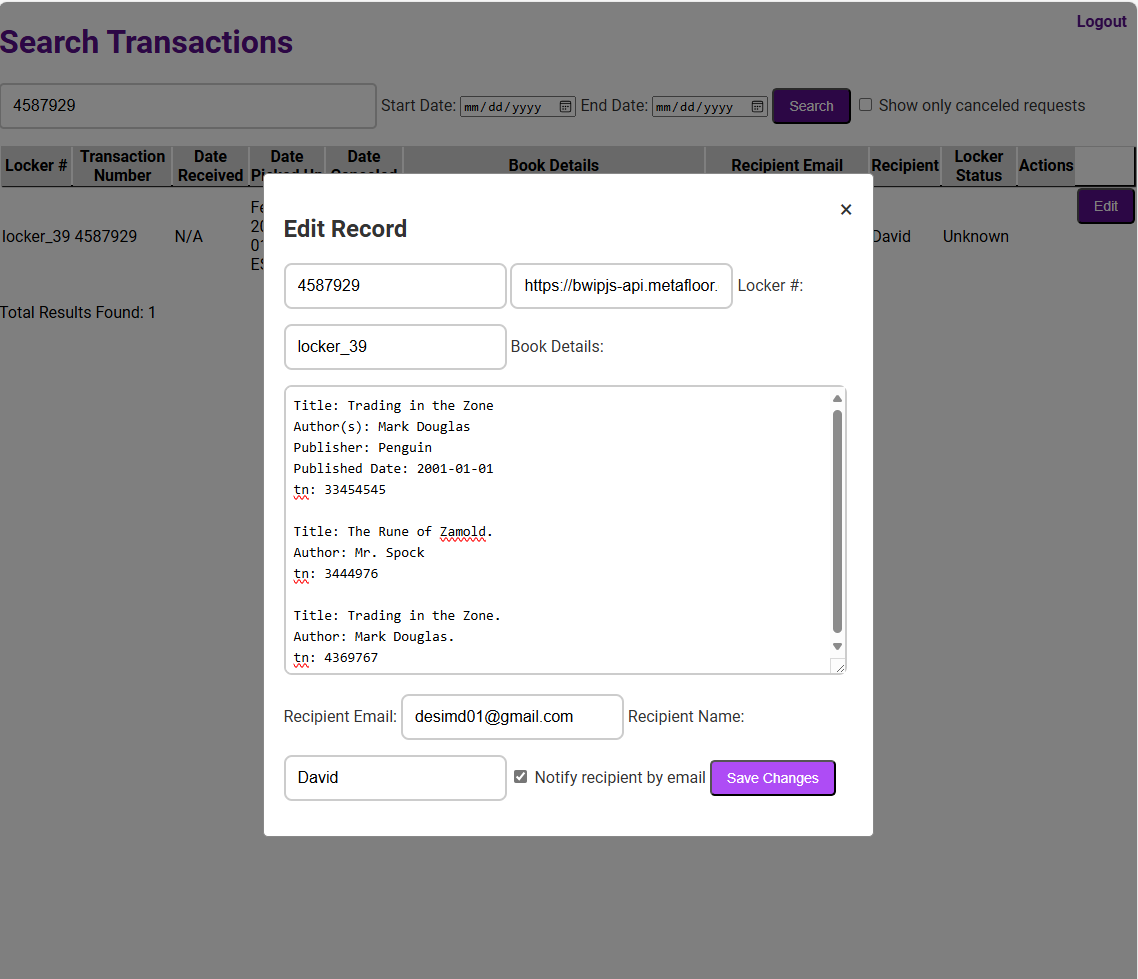 Logout
Search Transactions
4587929 Start Date: mm/dd/yyyy End Date: mm/dd/yyyy Search Show only canceled requests
Locker # Transaction Number Date Received Date Picked Up Date Canceled Book Details Recipient Email Recipient Locker Status Actions
locker_39 4587929 N/A David Unknown Edit
Total Results Found: 1
×
Edit Record
4587929 https://bwipjs-api.metafloor. Locker #:
locker_39 Book Details:
Title: Trading in the Zone
Author(s): Mark Douglas
Publisher: Penguin
Published Date: 2001-01-01
tn: 33454545
Title: The Rune of Zamold.
Author: Mr. Spock
tn: 3444976
Title: Trading in the Zone.
Author: Mark Douglas.
tn: 4369767
Recipient Email: desimd01@gmail.com Recipient Name:
David Notify recipient by email Save Changes